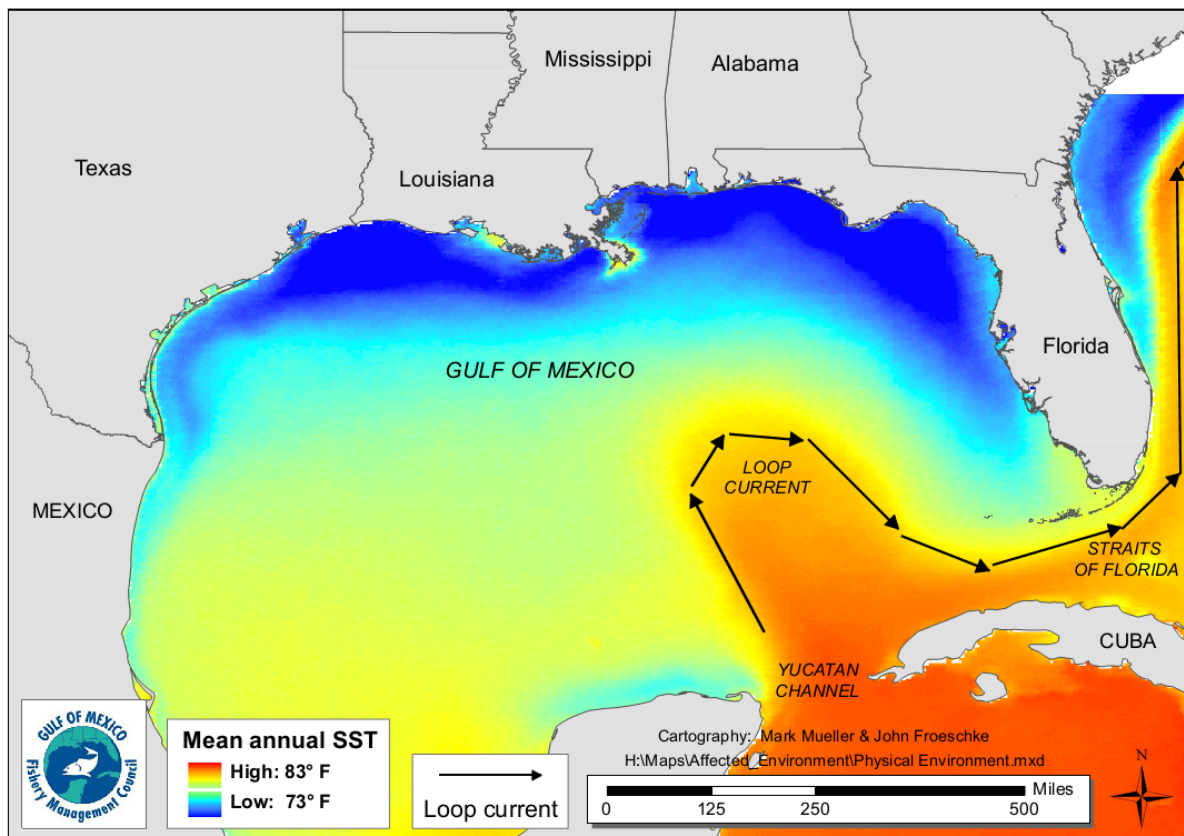 Mississippi
Alabama
Texas
Louisiana
GULF OF MEXICO
Florida
LOOP
CURRENT
MEXICO
STRAITS
OF FLORIDA
CUBA
YUCATAN
CHANNEL
GULF OF MEXICO
Fishery Management Council
Mean annual SST
High: 83° F
Low: 73° F
Loop current
Cartography: Mark Mueller & John Froeschke
H:\Maps\Affected_Environment\Physical Environment.mxd
Miles
0 125 250 500
N